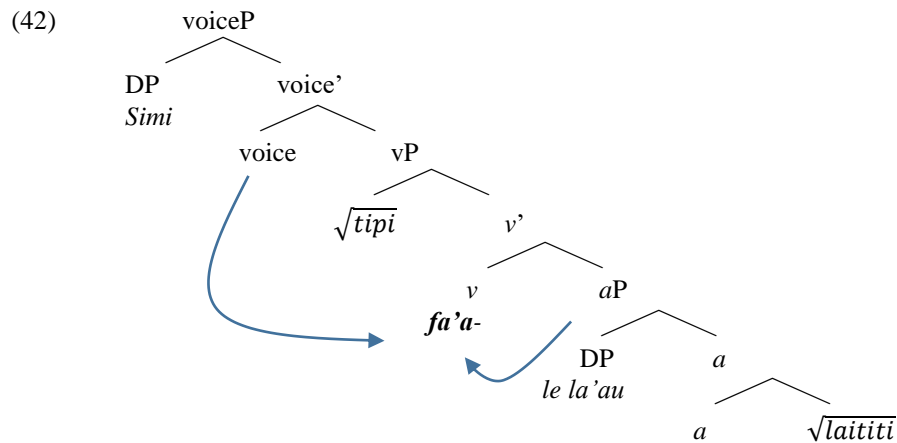 (42) voiceP
DP voice’
Simi
voice vP
√tipi v’
v aP
fa’a-
DP a
le la’au
a √laititi